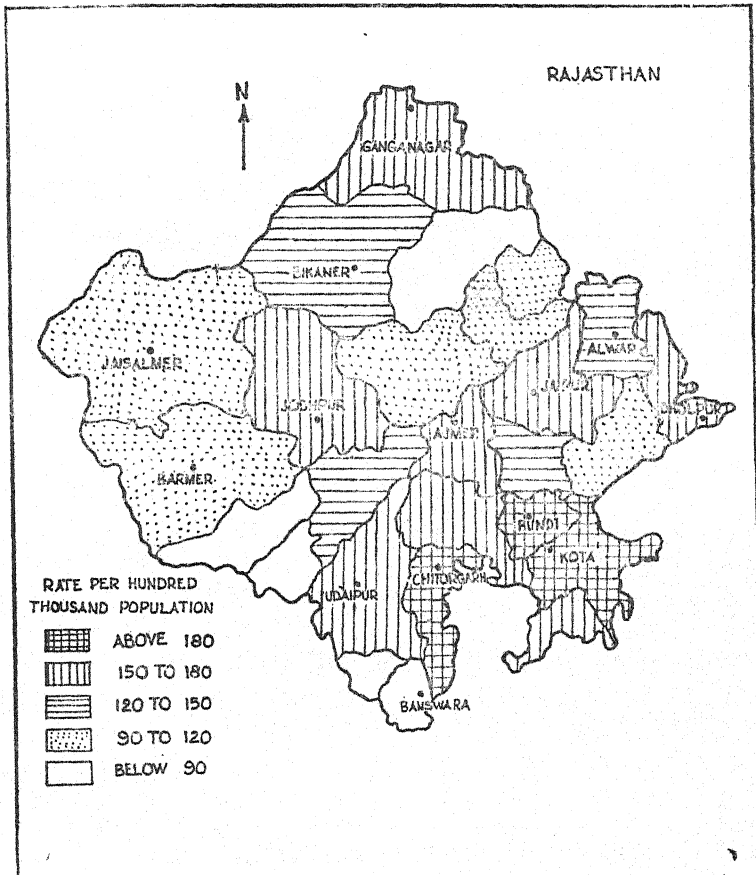 RAJASTHAN
N
GANGANAGAR
BIKANER
JAISALMER
ALWAR
JODHPUR
JAIPUR
DHOLPUR
AJMER
BARMER
BUNDI
KOTA
CHITORGARH
UDAIPUR
BANSWARA
RATE PER HUNDRED
THOUSAND POPULATION
ABOVE 180
150 TO 180
120 TO 150
90 TO 120
BELOW 90